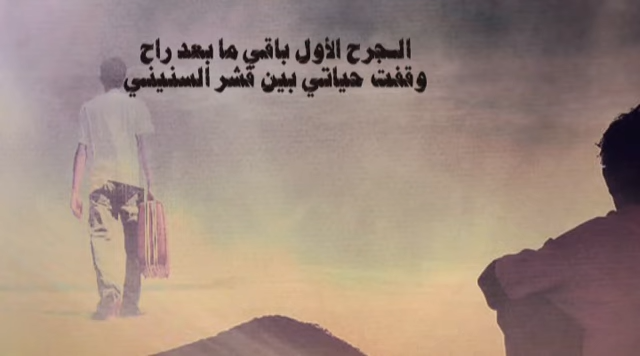 الجرح الأول باقي ما بعد راح
وقفت حياتي بين قشر السنيني